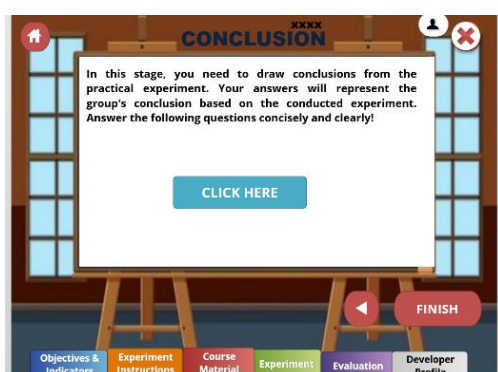 xxxx
CONCLUSION
In this stage, you need to draw conclusions from the
practical experiment. Your answers will represent the
group's conclusion based on the conducted experiment.
Answer the following questions concisely and clearly!
CLICK HERE
FINISH
Objectives &
Indicators
Experiment
Instructions
Course
Material
Experiment
Evaluation
Developer
Profile